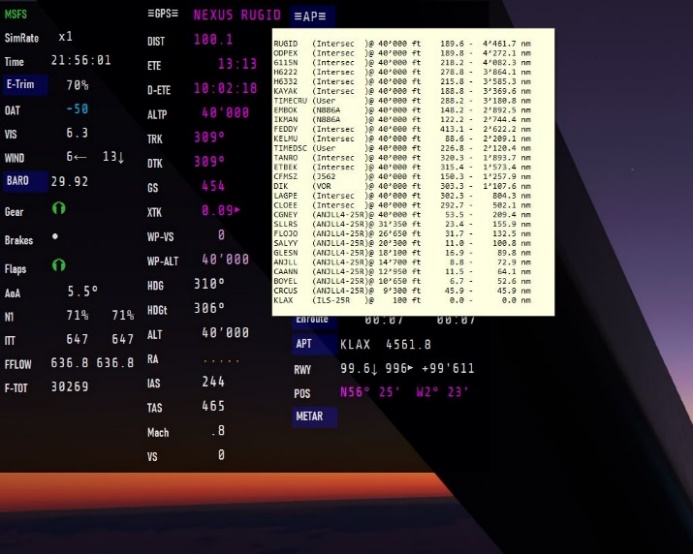 MSFS
SimRate x1
Time 21:56:01
E-Trim 70%
OAT -50
VIS 6.3
WIND 6← 13↓
BARO 29.92
Gear
Brakes
Flaps
AoA 5.5°
N1 71% 71%
ITT 647 647
FFLOW 636.8 636.8
F-TOT 30269
≡GPS≡ NEXUS RUGID
DIST 100.1
ETE 13:13
D-ETE 10:02:18
ALTP 40'000
TRK 309°
DTK 309°
GS 454
XTK 0.09▸
WP-VS 0
WP-ALT 40'000
HDG 310°
HDGt 306°
ALT 40'000
RA .....
IAS 244
TAS 465
Mach .8
VS 0
≡AP≡
RUGID (Intersec )@ 40°000 ft 189.6 - 4°461.7 nm
ODPEX (Intersec )@ 40°000 ft 189.8 - 4°272.1 nm
6115N (Intersec )@ 40°000 ft 218.2 - 4°082.3 nm
H6222 (Intersec )@ 40°000 ft 278.8 - 3°864.1 nm
H6332 (Intersec )@ 40°000 ft 215.8 - 3°585.3 nm
KAYAK (Intersec )@ 40°000 ft 188.8 - 3°369.6 nm
TIMECRU (User )@ 40°000 ft 288.2 - 3°180.8 nm
EMBOK (N886A )@ 40°000 ft 148.2 - 2°892.5 nm
IKMAN (N886A )@ 40°000 ft 122.2 - 2°744.4 nm
FEDDY (Intersec )@ 40°000 ft 413.1 - 2°622.2 nm
KELMU (Intersec )@ 40°000 ft 88.6 - 2°209.1 nm
TIMEDSC (User )@ 40°000 ft 226.8 - 2°120.4 nm
TANRO (Intersec )@ 40°000 ft 320.3 - 1°893.7 nm
ETBEK (Intersec )@ 40°000 ft 315.4 - 1°573.4 nm
CFMSZ (J562 )@ 40°000 ft 150.3 - 1°257.9 nm
DIK (VOR )@ 40°000 ft 303.3 - 1°107.6 nm
LAGPE (Intersec )@ 40°000 ft 302.3 - 804.3 nm
CLOEE (Intersec )@ 40°000 ft 292.7 - 502.1 nm
CGNEY (ANJLL4-25R)@ 40°000 ft 53.5 - 209.4 nm
SLLRS (ANJLL4-25R)@ 31°350 ft 23.4 - 155.9 nm
FLOJO (ANJLL4-25R)@ 26°650 ft 31.7 - 132.5 nm
SALYY (ANJLL4-25R)@ 20°300 ft 11.0 - 100.8 nm
GLESN (ANJLL4-25R)@ 18°100 ft 16.9 - 89.8 nm
ANJLL (ANJLL4-25R)@ 14°700 ft 8.8 - 72.9 nm
CAANN (ANJLL4-25R)@ 12°950 ft 11.5 - 64.1 nm
BOYEL (ANJLL4-25R)@ 10°650 ft 6.7 - 52.6 nm
CRCUS (ANJLL4-25R)@ 9°300 ft 45.9 - 45.9 nm
KLAX (ILS-25R )@ 100 ft 0.0 - 0.0 nm
Enroute 00:07 00:07
APT KLAX 4561.8
RWY 99.6↓ 996▸ +99'611
POS N56° 25' W2° 23'
METAR